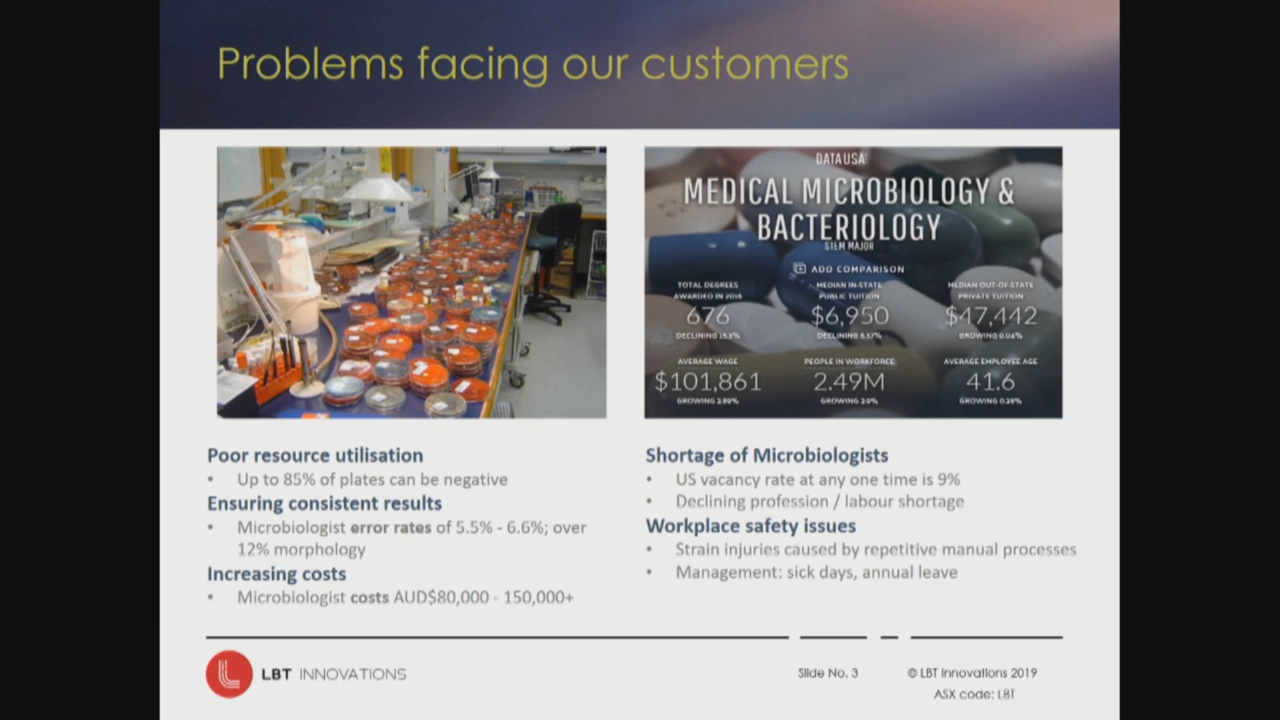 Problems facing our customers
DATA USA
MEDICAL MICROBIOLOGY &
BACTERIOLOGY
STEM MAJOR
ADD COMPARISON
TOTAL DEGREES
AWARDED IN 2016
676
DECLINING 15.3%
MEDIAN IN-STATE
PUBLIC TUITION
$6,950
DECLINING 6.57%
MEDIAN OUT-OF-STATE
PRIVATE TUITION
$47,442
GROWING 0.04%
AVERAGE WAGE
$101,861
GROWING 2.89%
PEOPLE IN WORKFORCE
2.49M
GROWING 2.0%
AVERAGE EMPLOYEE AGE
41.6
GROWING
Poor resource utilisation
• Up to 85% of plates can be negative
Ensuring consistent results
• Microbiologist error rates of 5.5% - 6.6%; over
12% morphology
Increasing costs
• Microbiologist costs AUD$80,000 - 150,000+
Shortage of Microbiologists
• US vacancy rate at any one time is 9%
• Declining profession / labour shortage
Workplace safety issues
• Strain injuries caused by repetitive manual processes
• Management: sick days, annual leave
LBT INNOVATIONS
Slide No. 3
© LBT Innovations 2019
ASX code: LBT